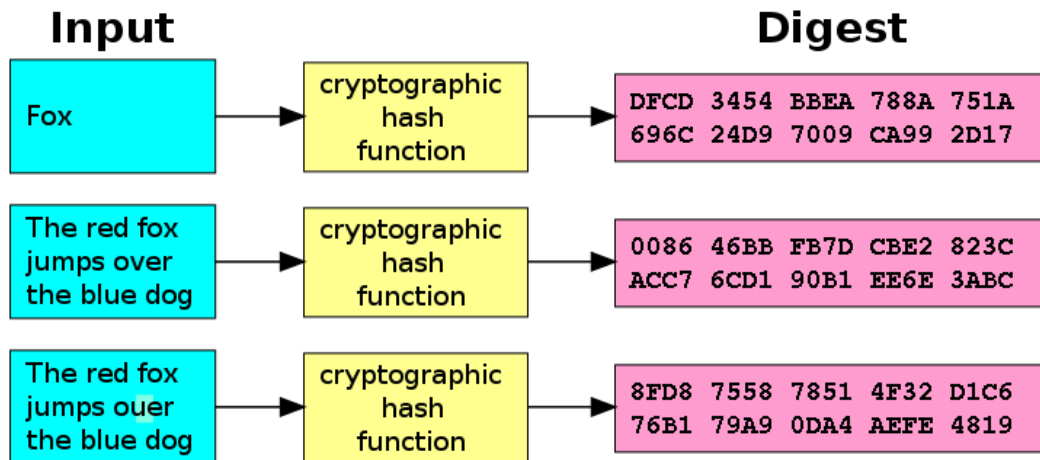 Input
Digest
Fox
cryptographic
hash
function
DFCD 3454 BBEA 788A 751A
696C 24D9 7009 CA99 2D17
The red fox
jumps over
the blue dog
cryptographic
hash
function
0086 46BB FB7D CBE2 823C
ACC7 6CD1 90B1 EE6E 3ABC
The red fox
jumps ouer
the blue dog
cryptographic
hash
function
8FD8 7558 7851 4F32 D1C6
76B1 79A9 0DA4 AEFE 4819